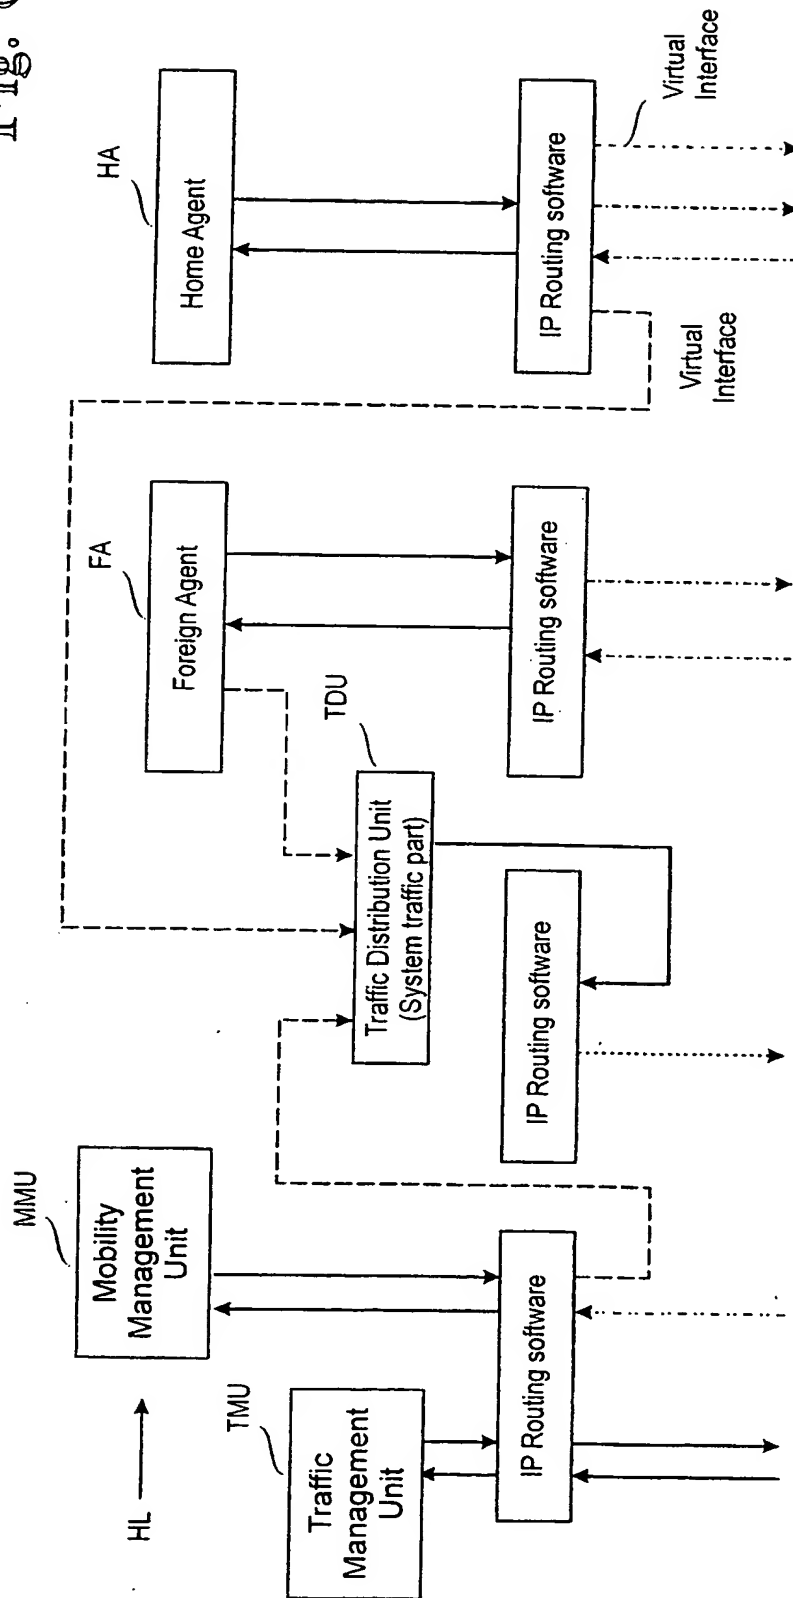 HL
MMU
Mobility
Management
Unit
TMU
Traffic
Management
Unit
IP Routing software
TDU
Traffic Distribution Unit
(System traffic part)
IP Routing software
FA
Foreign Agent
IP Routing software
HA
Home Agent
IP Routing software
Virtual
Interface
Virtual
Interface
Fig.